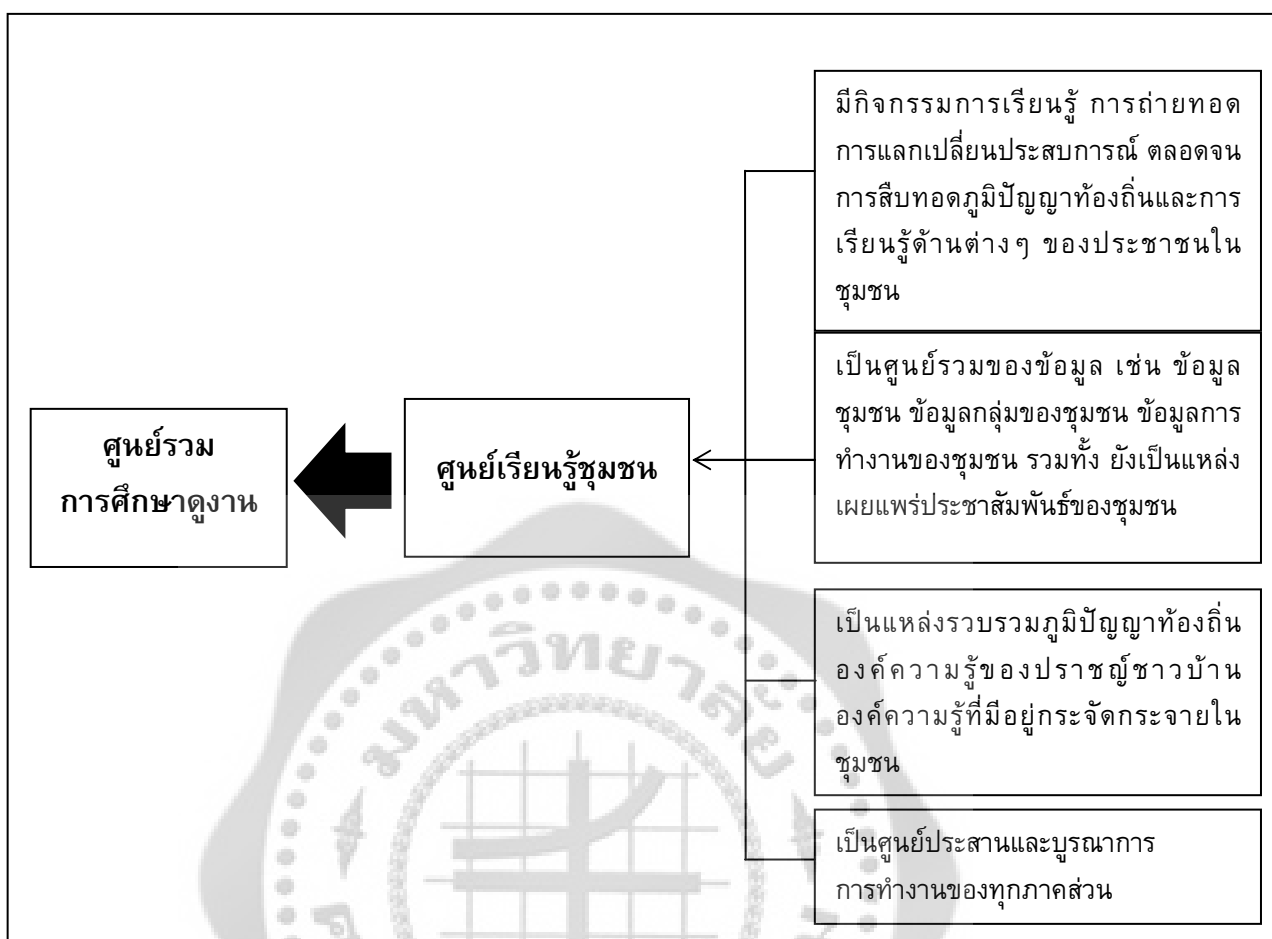 มีกิจกรรมการเรียนรู้ การถ่ายทอด
การแลกเปลี่ยนประสบการณ์ ตลอดจน
การสืบทอดภูมิปัญญาท้องถิ่นและการ
เรียนรู้ด้านต่างๆ ของประชาชนใน
ชุมชน
เป็นศูนย์รวมของข้อมูล เช่น ข้อมูล
ชุมชน ข้อมูลกลุ่มของชุมชน ข้อมูลการ
ทำงานของชุมชน รวมทั้ง ยังเป็นแหล่ง
เผยแพร่ประชาสัมพันธ์ของชุมชน
ศูนย์รวม
การศึกษาดูงาน
ศูนย์เรียนรู้ชุมชน
เป็นแหล่งรวบรวมภูมิปัญญาท้องถิ่น
องค์ความรู้ของปราชญ์ชาวบ้าน
องค์ความรู้ที่มีอยู่กระจัดกระจายใน
ชุมชน
เป็นศูนย์ประสานและบูรณาการ
การทำงานของทุกภาคส่วน
มหาวิทยาลัย